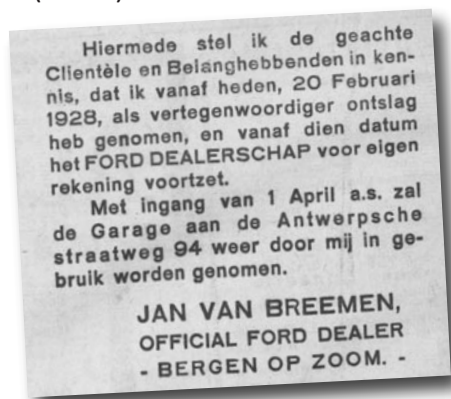 Hiermede stel ik de geachte
Clientèle en Belanghebbenden in ken-
nis, dat ik vanaf heden, 20 Februari
1928, als vertegenwoordiger ontslag
heb genomen, en vanaf dien datum
het FORD DEALERSCHAP voor eigen
rekening voortzet.
Met ingang van 1 April a.s. zal
de Garage aan de Antwerpsche
straatweg 94 weer door mij in ge-
bruik worden genomen.
JAN VAN BREEMEN,
OFFICIAL FORD DEALER
- BERGEN OP ZOOM. -